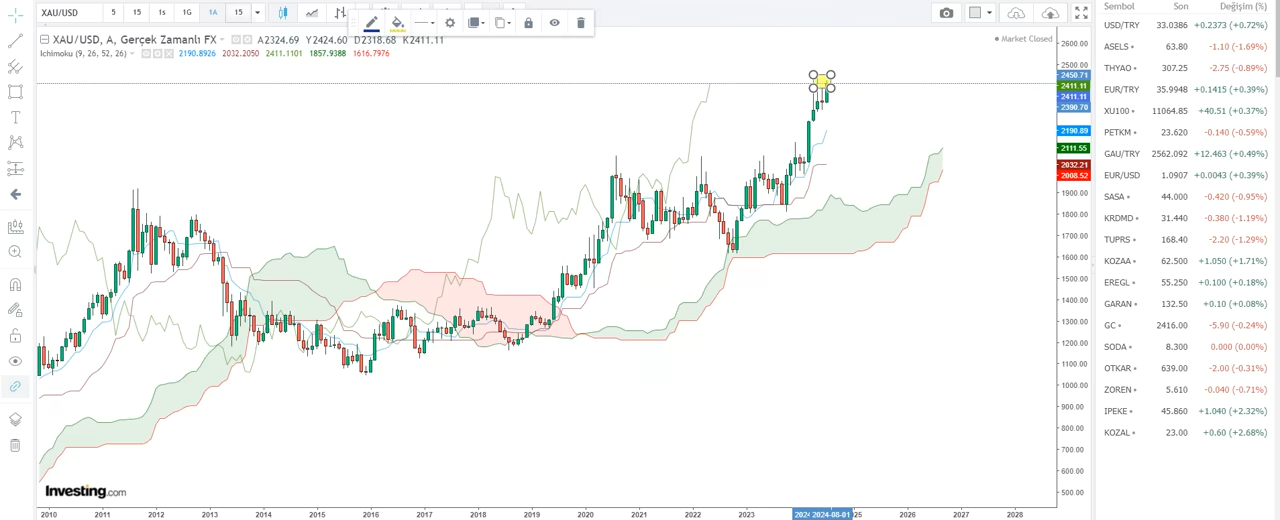 XAU/USD 5 15 1s 1G 1A 15
XAU/USD, A, Gerçek Zamanlı FX A2324.69 Y2424.60 D2318.68 K2411.11
Market Closed
Ichimoku (9, 26, 52, 26) 2190.8926 2032.2050 2411.1101 1857.9388 1616.7976
2600.00
2500.00
2450.71
2411.11
2411.11
2390.70
2190.89
2111.55
2032.21
2008.52
1900.00
1800.00
1700.00
1600.00
1500.00
1400.00
1300.00
1200.00
1100.00
1000.00
900.00
800.00
700.00
600.00
500.00
Investing.com
2010 2011 2012 2013 2014 2015 2016 2017 2018 2019 2020 2021 2022 2023 2024-08-01 2026 2027 2028
Sembol Son Değişim (%)
USD/TRY 33.0386 +0.2373 (+0.72%)
ASELS 63.80 -1.10 (-1.69%)
THYAO 307.25 -2.75 (-0.89%)
EUR/TRY 35.9948 +0.1415 (+0.39%)
XU100 11064.85 +40.51 (+0.37%)
PETKM 23.620 -0.140 (-0.59%)
GAU/TRY 2562.092 +12.463 (+0.49%)
EUR/USD 1.0907 +0.0043 (+0.39%)
SASA 44.000 -0.420 (-0.95%)
KRDMD 31.440 -0.380 (-1.19%)
TUPRS 168.40 -2.20 (-1.29%)
KOZAA 62.500 +1.050 (+1.71%)
EREGL 55.250 +0.100 (+0.18%)
GARAN 132.50 +0.10 (+0.08%)
GC 2416.00 -5.90 (-0.24%)
SODA 8.300 0.000 (0.00%)
OTKAR 639.00 -2.00 (-0.31%)
ZOREN 5.610 -0.040 (-0.71%)
IPEKE 45.860 +1.040 (+2.32%)
KOZAL 23.00 +0.60 (+2.68%)